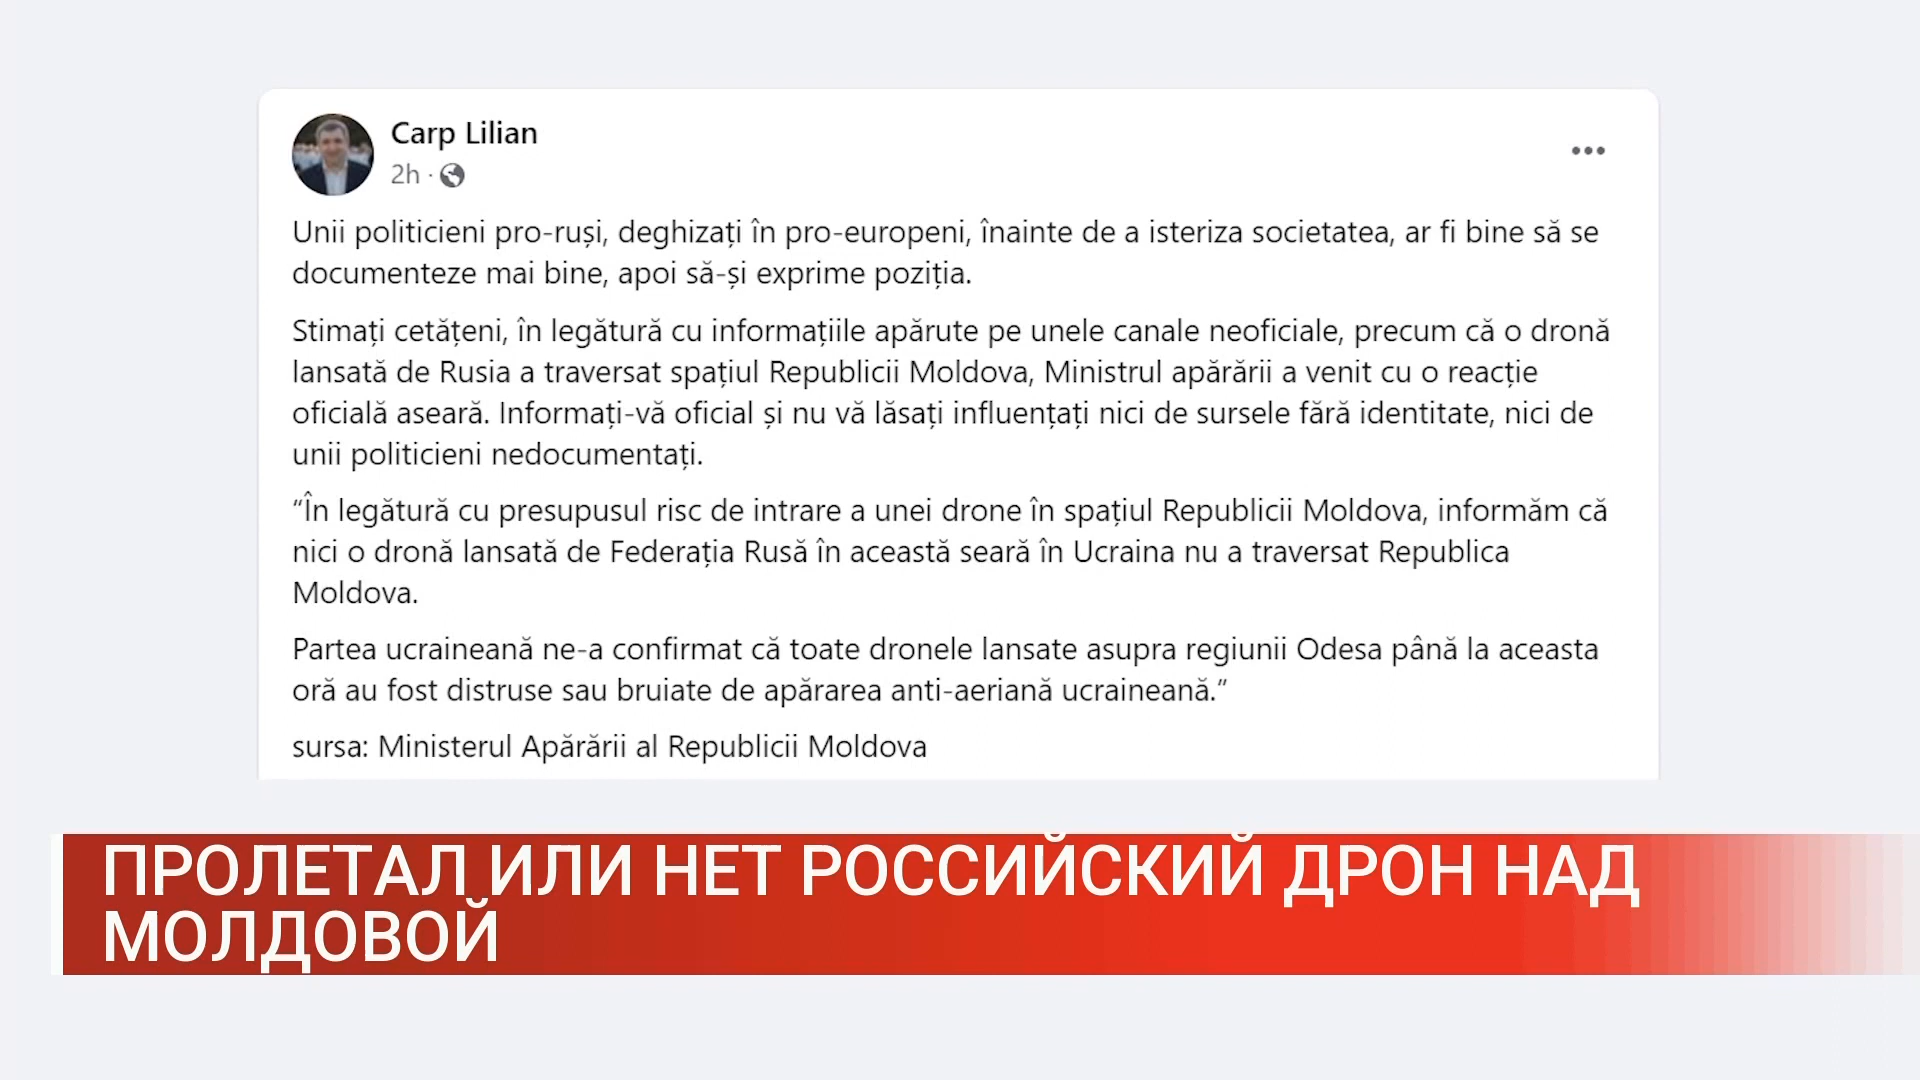 Carp Lilian
2h ·
Unii politicieni pro-ruși, deghizați în pro-europeni, înainte de a isteriza societatea, ar fi bine să se
documenteze mai bine, apoi să-și exprime poziția.
Stimați cetățeni, în legătură cu informațiile apărute pe unele canale neoficiale, precum că o dronă
lansată de Rusia a traversat spațiul Republicii Moldova, Ministrul apărării a venit cu o reacție
oficială aseară. Informați-vă oficial și nu vă lăsați influențați nici de sursele fără identitate, nici de
unii politicieni nedocumentați.
“În legătură cu presupusul risc de intrare a unei drone în spațiul Republicii Moldova, informăm că
nici o dronă lansată de Federația Rusă în această seară în Ucraina nu a traversat Republica
Moldova.
Partea ucraineană ne-a confirmat că toate dronele lansate asupra regiunii Odesa până la aceasta
oră au fost distruse sau bruiate de apărarea anti-aeriană ucraineană.”
sursa: Ministerul Apărării al Republicii Moldova
ПРОЛЕТАЛ ИЛИ НЕТ РОССИЙСКИЙ ДРОН НАД
МОЛДОВОЙ